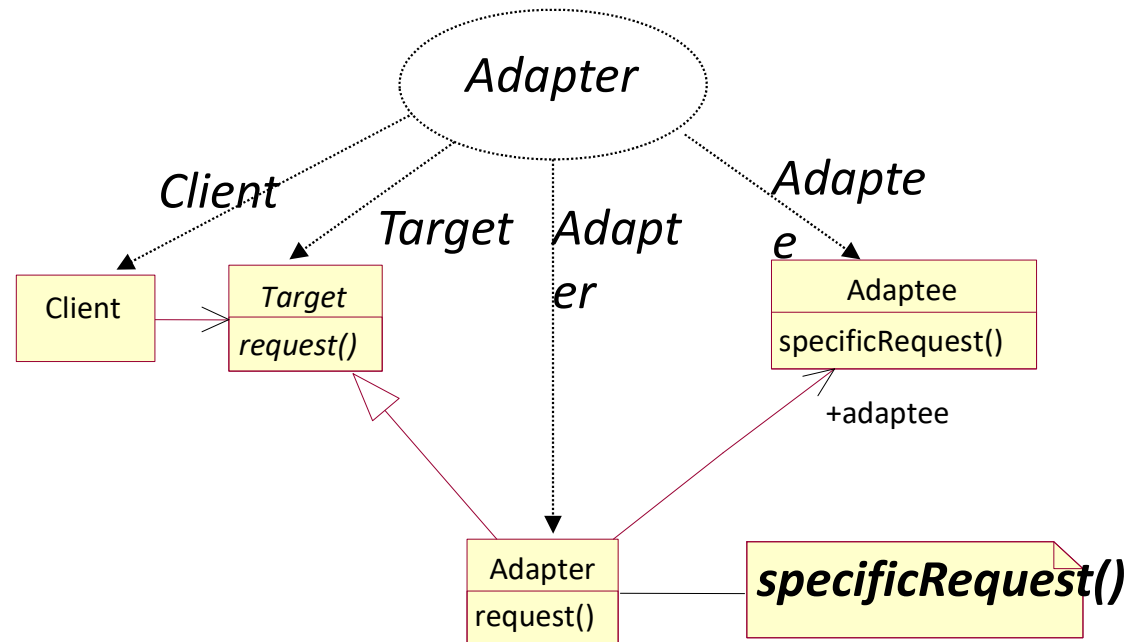 Adapter
Client
Target
Adapt
er
Adapte
e
Client
Target
request()
Adaptee
specificRequest()
+adaptee
Adapter
request()
specificRequest()